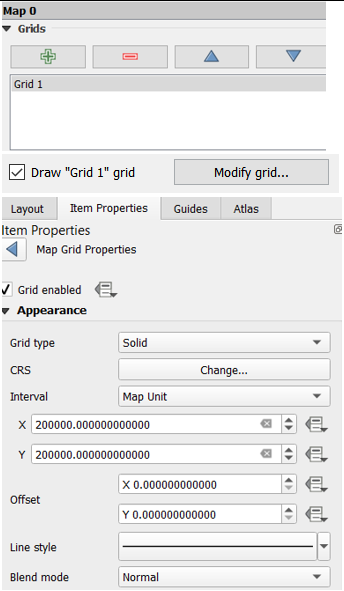 Map 0
Grids
Grid 1
Draw "Grid 1" grid
Modify grid...
Layout
Item Properties
Guides
Atlas
Item Properties
Map Grid Properties
Grid enabled
Appearance
Grid type
Solid
CRS
Change...
Interval
Map Unit
X 200000.000000000000
Y 200000.000000000000
Offset
X 0.000000000000
Y 0.000000000000
Line style
Blend mode
Normal